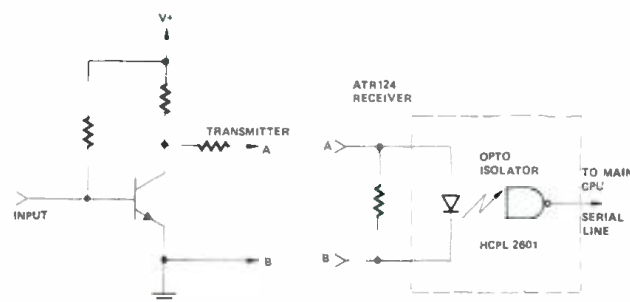 V+
TRANSMITTER
A
INPUT
B
ATR124
RECEIVER
A
B
OPTO
ISOLATOR
HCPL 2601
TO MAIN
CPU
SERIAL
LINE